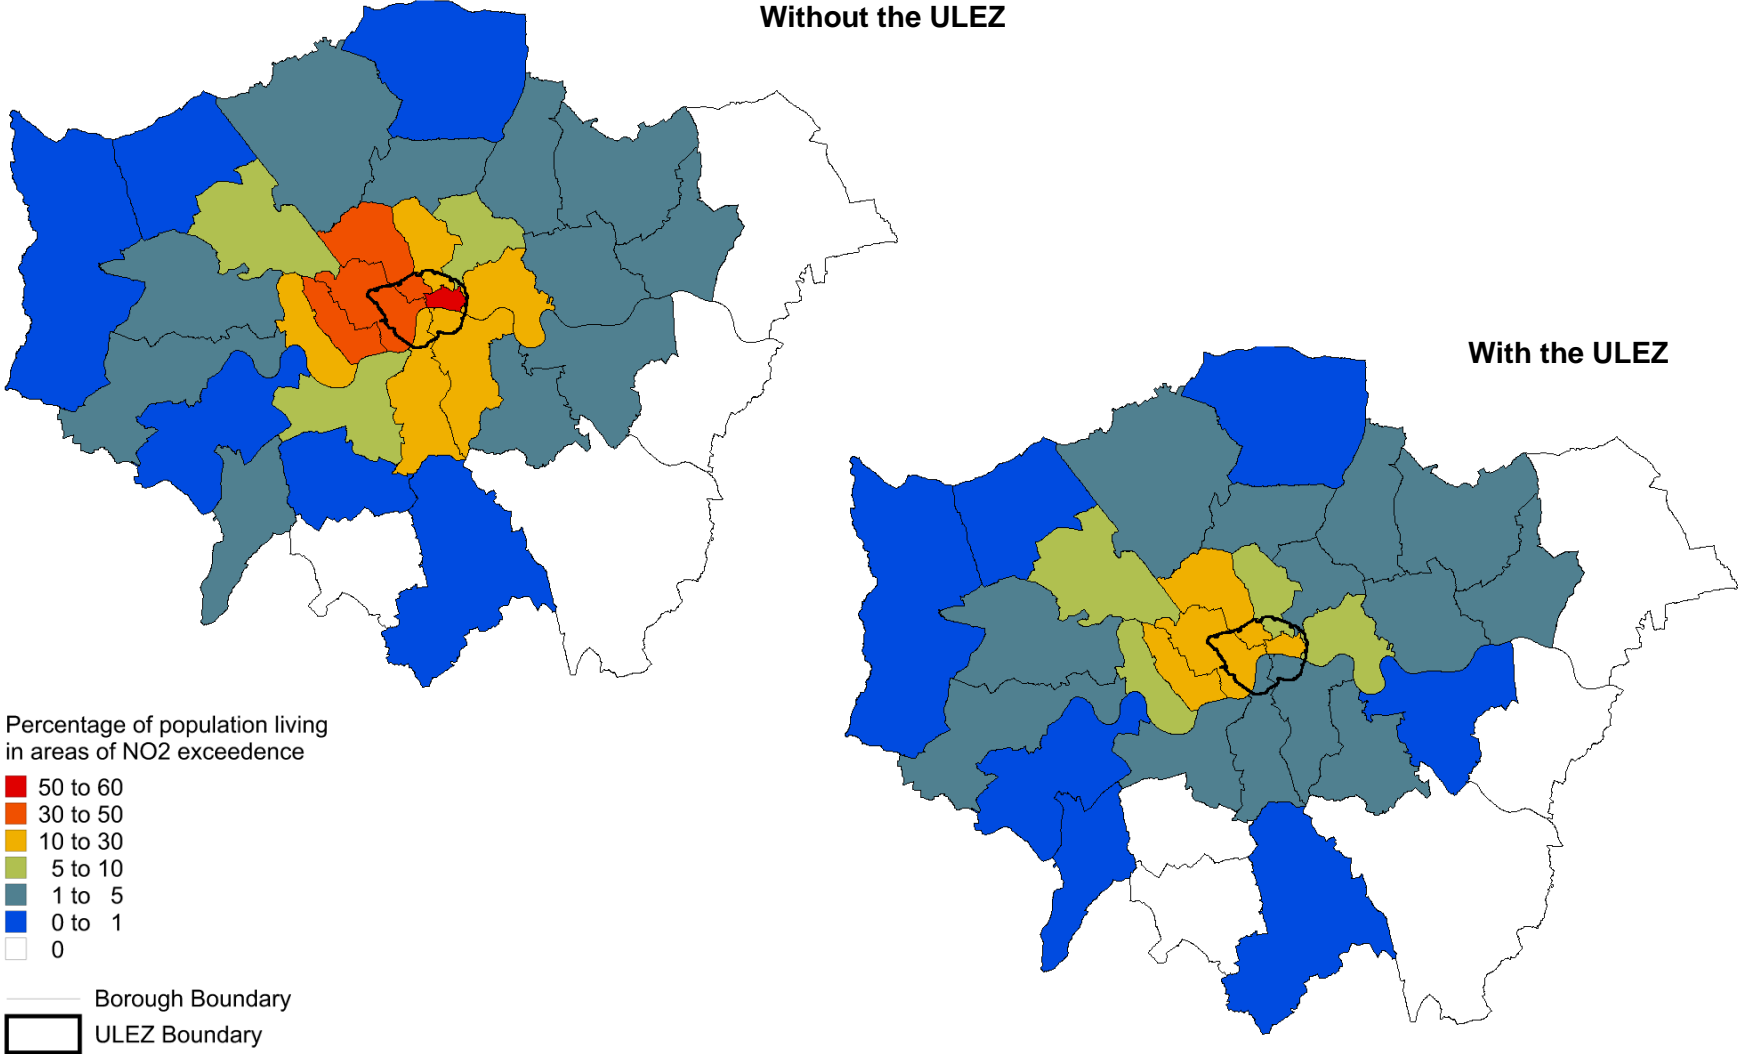 Without the ULEZ
With the ULEZ
Percentage of population living
in areas of NO2 exceedence
50 to 60
30 to 50
10 to 30
5 to 10
1 to 5
0 to 1
0
Borough Boundary
ULEZ Boundary